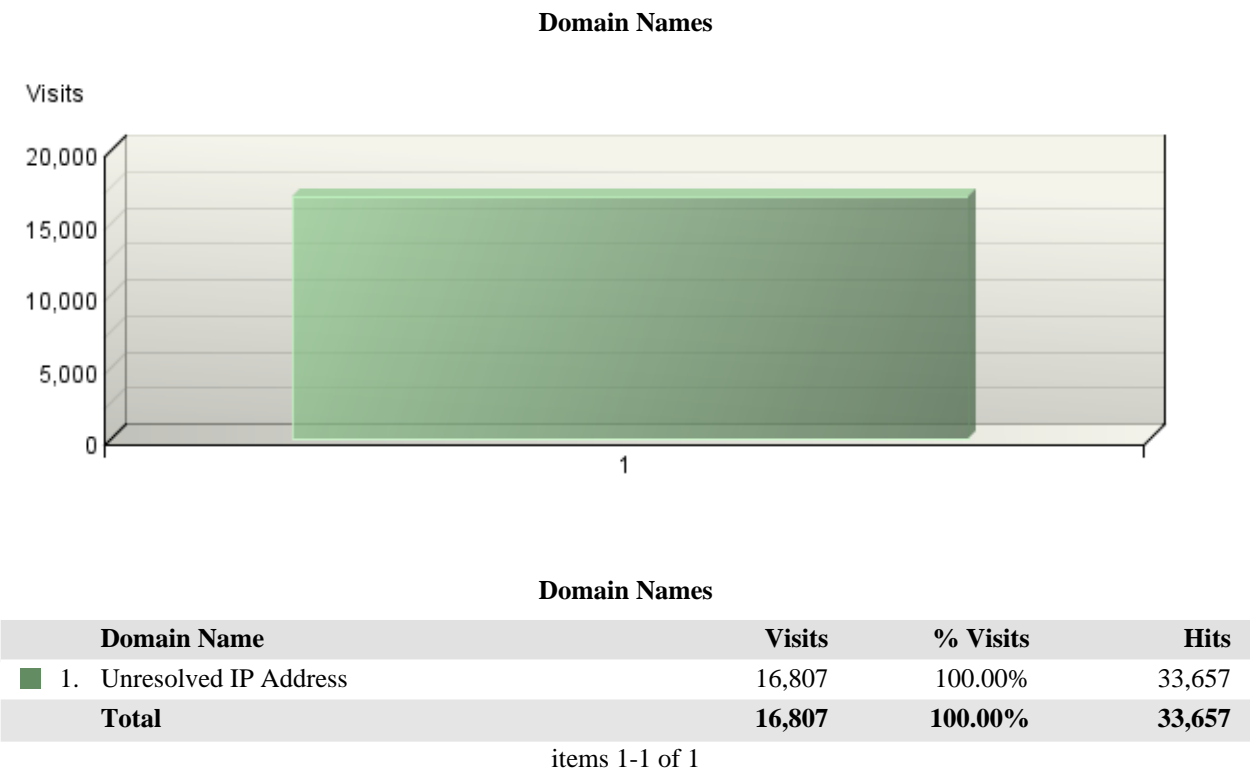 Domain Names
Visits
20,000
15,000
10,000
5,000
0
1
Domain Names
Domain Name Visits % Visits Hits
1. Unresolved IP Address 16,807 100.00% 33,657
Total 16,807 100.00% 33,657
items 1-1 of 1